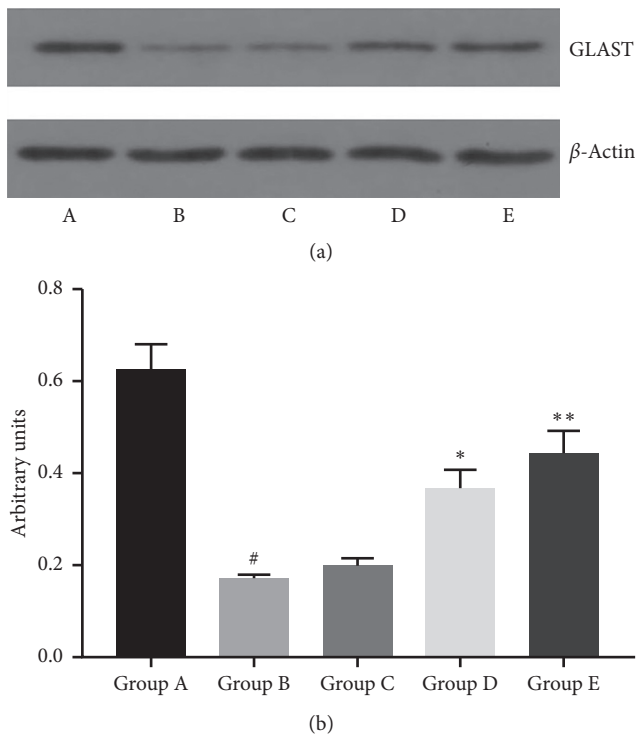 GLAST
β-Actin
A B C D E
(a)
0.8
0.6
0.4
0.2
0.0
Arbitrary units
#
*
**
Group A Group B Group C Group D Group E
(b)